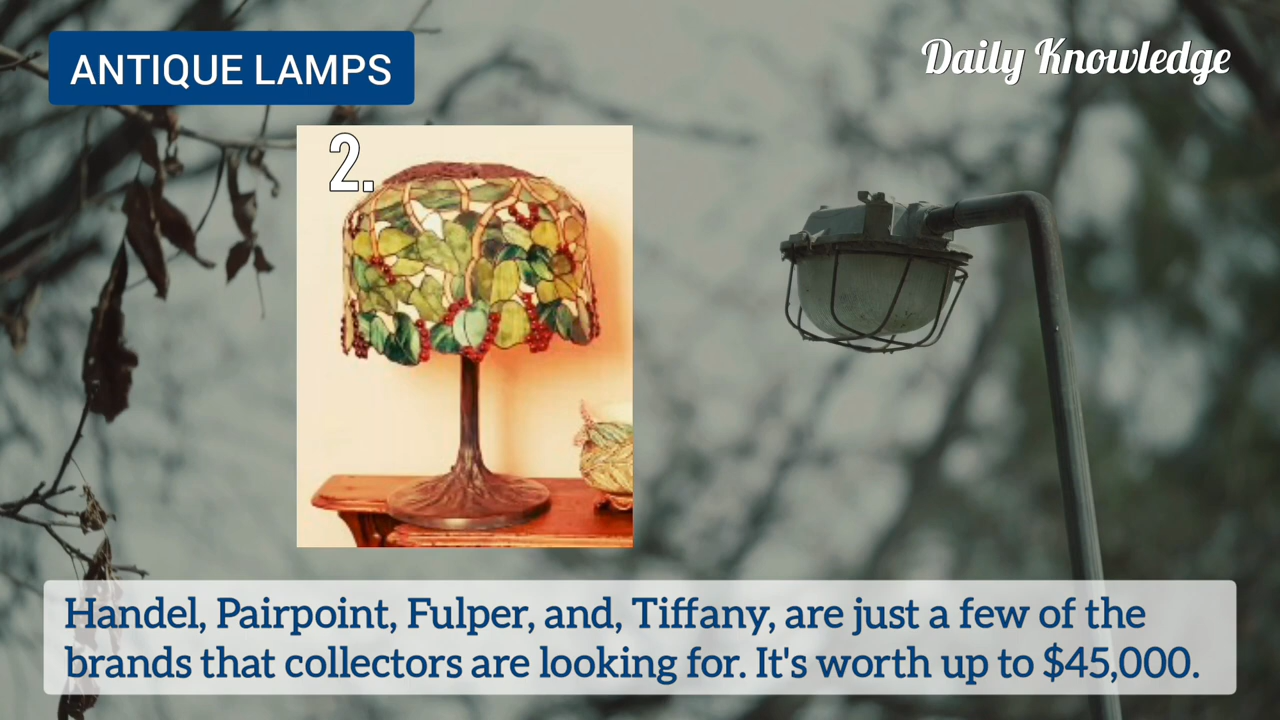 ANTIQUE LAMPS
Daily Knowledge
2.
Handel, Pairpoint, Fulper, and, Tiffany, are just a few of the
brands that collectors are looking for. It's worth up to $45,000.